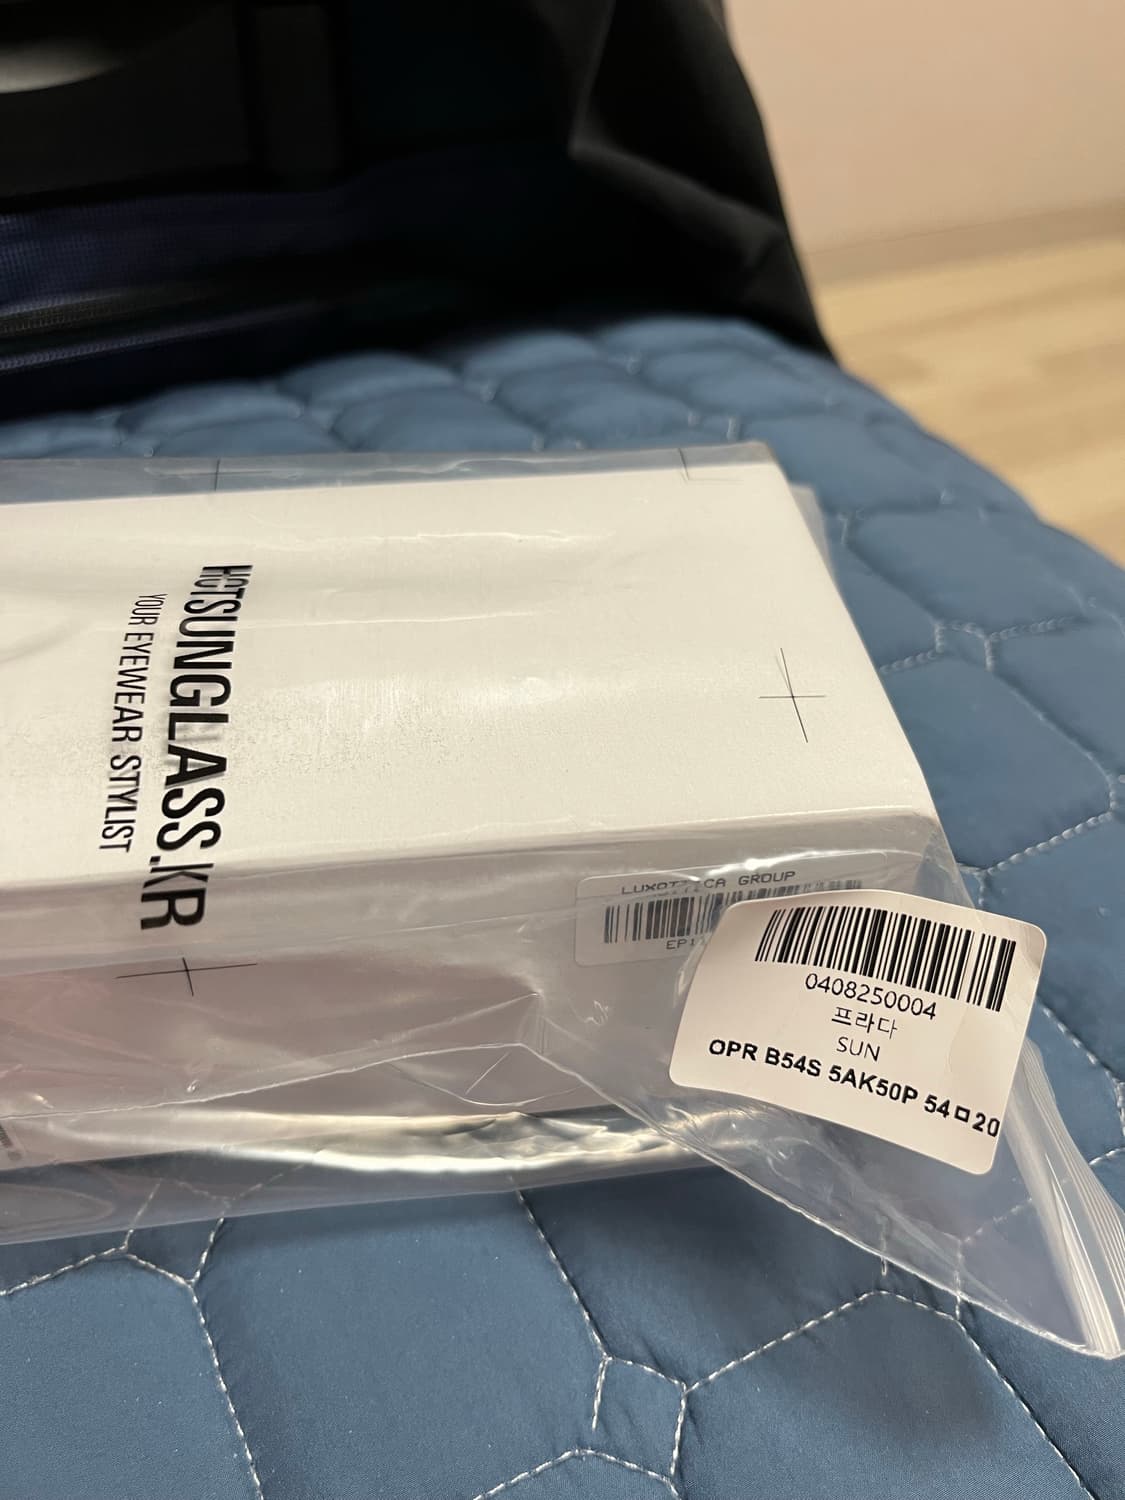 HOTSUNGLASS.KR
YOUR EYEWEAR STYLIST
LUXOTTICA GROUP
0408250004
프라다
SUN
OPR B54S 5AK50P 54ㅁ20